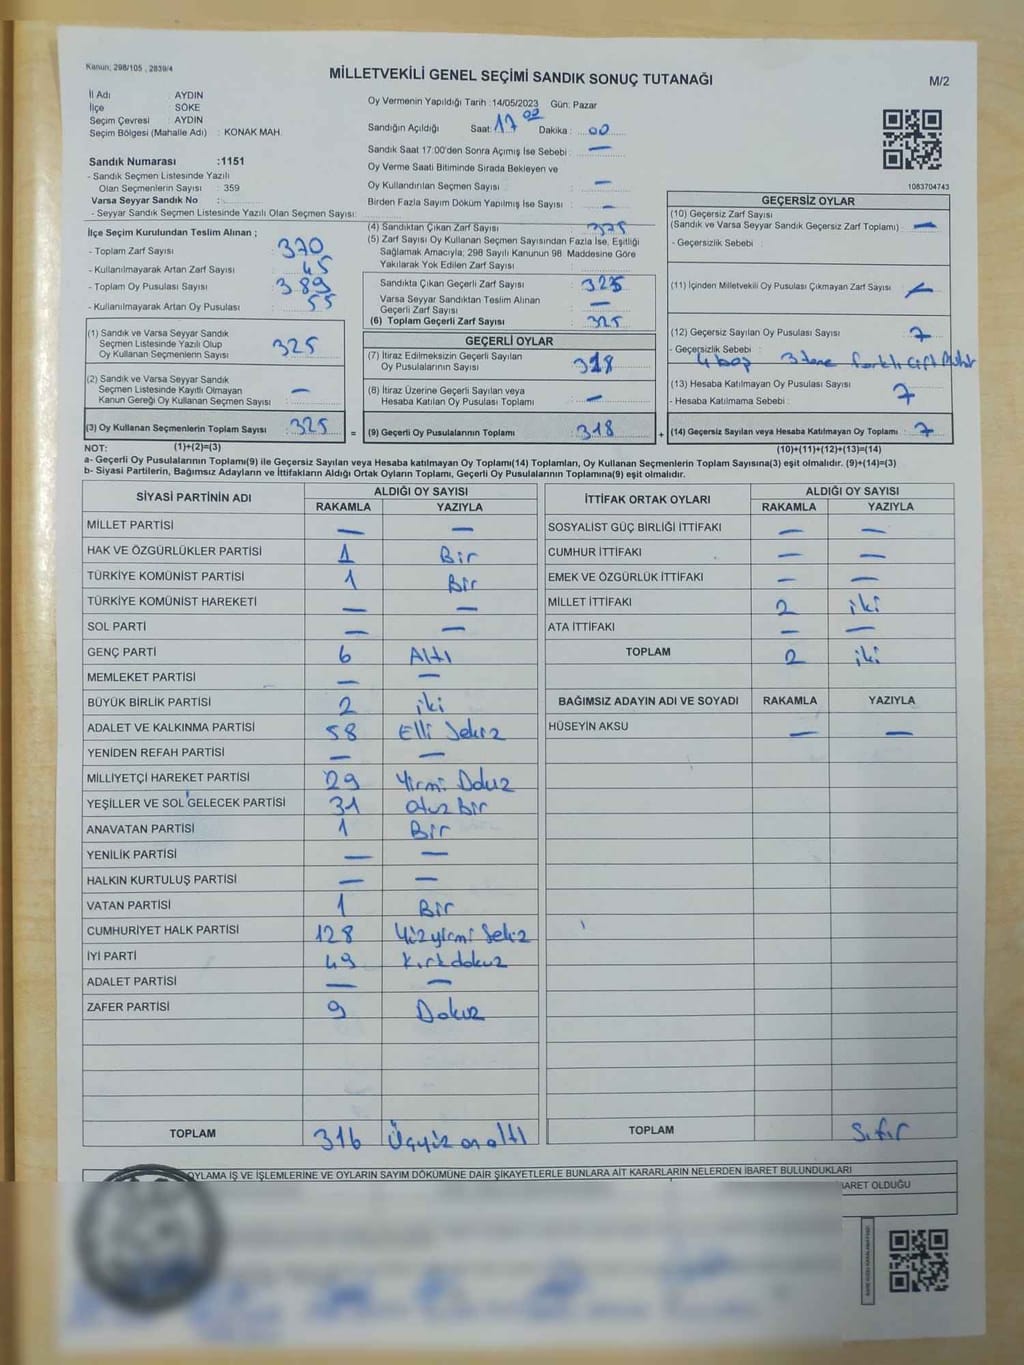 Kanun; 298/105 , 2839/4
MİLLETVEKİLİ GENEL SEÇİMİ SANDIK SONUÇ TUTANAĞI
M/2
İl Adı : AYDIN
İlçe : SÖKE
Seçim Çevresi : AYDIN
Seçim Bölgesi (Mahalle Adı) : KONAK MAH.
Sandık Numarası :1151
- Sandık Seçmen Listesinde Yazılı
Olan Seçmenlerin Sayısı : 359
Varsa Seyyar Sandık No :
- Seyyar Sandık Seçmen Listesinde Yazılı Olan Seçmen Sayısı:
Oy Vermenin Yapıldığı Tarih :14/05/2023 Gün: Pazar
Sandığın Açıldığı Saat: 17 02 Dakika : 00
Sandık Saat 17:00'den Sonra Açımış İse Sebebi : —
Oy Verme Saati Bitiminde Sırada Bekleyen ve
Oy Kullandırılan Seçmen Sayısı : —
Birden Fazla Sayım Döküm Yapılmış İse Sayısı : —
1083704743
İlçe Seçim Kurulundan Teslim Alınan ;
- Toplam Zarf Sayısı : 370
- Kullanılmayarak Artan Zarf Sayısı : 45
- Toplam Oy Pusulası Sayısı : 389
- Kullanılmayarak Artan Oy Pusulası : 55
(1) Sandık ve Varsa Seyyar Sandık
Seçmen Listesinde Yazılı Olup
Oy Kullanan Seçmenlerin Sayısı : 325
(2) Sandık ve Varsa Seyyar Sandık
Seçmen Listesinde Kayıtlı Olmayan
Kanun Gereği Oy Kullanan Seçmen Sayısı : —
(3) Oy Kullanan Seçmenlerin Toplam Sayısı : 325
(4) Sandıktan Çıkan Zarf Sayısı : 325
(5) Zarf Sayısı Oy Kullanan Seçmen Sayısından Fazla İse, Eşitliği
Sağlamak Amacıyla; 298 Sayılı Kanunun 98. Maddesine Göre
Yakılarak Yok Edilen Zarf Sayısı :
Sandıkta Çıkan Geçerli Zarf Sayısı : 325
Varsa Seyyar Sandıktan Teslim Alınan
Geçerli Zarf Sayısı : —
(6) Toplam Geçerli Zarf Sayısı : 325
GEÇERLİ OYLAR
(7) İtiraz Edilmeksizin Geçerli Sayılan
Oy Pusulalarının Sayısı : 318
(8) İtiraz Üzerine Geçerli Sayılan veya
Hesaba Katılan Oy Pusulası Toplamı : —
= (9) Geçerli Oy Pusulalarının Toplamı : 318
GEÇERSİZ OYLAR
(10) Geçersiz Zarf Sayısı
(Sandık ve Varsa Seyyar Sandık Geçersiz Zarf Toplamı) : —
- Geçersizlik Sebebi :
(11) İçinden Milletvekili Oy Pusulası Çıkmayan Zarf Sayısı : —
(12) Geçersiz Sayılan Oy Pusulası Sayısı : 7
- Geçersizlik Sebebi : 4 boş 3 tane farklı çift
(13) Hesaba Katılmayan Oy Pusulası Sayısı : 7
- Hesaba Katılmama Sebebi :
+ (14) Geçersiz Sayılan veya Hesaba Katılmayan Oy Toplamı : 7
NOT: (1)+(2)=(3)
(10)+(11)+(12)+(13)=(14)
a- Geçerli Oy Pusulalarının Toplamı(9) ile Geçersiz Sayılan veya Hesaba katılmayan Oy Toplamı(14) Toplamları, Oy Kullanan Seçmenlerin Toplam Sayısına(3) eşit olmalıdır. (9)+(14)=(3)
b- Siyasi Partilerin, Bağımsız Adayların ve İttifakların Aldığı Ortak Oyların Toplamı, Geçerli Oy Pusulalarının Toplamına(9) eşit olmalıdır.
SİYASİ PARTİNİN ADI ALDIĞI OY SAYISI
RAKAMLA YAZIYLA
MİLLET PARTİSİ — —
HAK VE ÖZGÜRLÜKLER PARTİSİ 1 Bir
TÜRKİYE KOMÜNİST PARTİSİ 1 Bir
TÜRKİYE KOMÜNİST HAREKETİ — —
SOL PARTİ — —
GENÇ PARTİ 6 Altı
MEMLEKET PARTİSİ — —
BÜYÜK BİRLİK PARTİSİ 2 iki
ADALET VE KALKINMA PARTİSİ 58 Elli Sekiz
YENİDEN REFAH PARTİSİ — —
MİLLİYETÇİ HAREKET PARTİSİ 29 Yirmi Dokuz
YEŞİLLER VE SOL GELECEK PARTİSİ 31 otuz bir
ANAVATAN PARTİSİ 1 Bir
YENİLİK PARTİSİ — —
HALKIN KURTULUŞ PARTİSİ — —
VATAN PARTİSİ 1 Bir
CUMHURİYET HALK PARTİSİ 128 Yüzyirmi Sekiz
İYİ PARTİ 49 Kırkdokuz
ADALET PARTİSİ — —
ZAFER PARTİSİ 9 Dokuz
TOPLAM 316 Üçyüz on altı
İTTİFAK ORTAK OYLARI ALDIĞI OY SAYISI
RAKAMLA YAZIYLA
SOSYALİST GÜÇ BİRLİĞİ İTTİFAKI — —
CUMHUR İTTİFAKI — —
EMEK VE ÖZGÜRLÜK İTTİFAKI — —
MİLLET İTTİFAKI 2 iki
ATA İTTİFAKI — —
TOPLAM 2 iki
BAĞIMSIZ ADAYIN ADI VE SOYADI RAKAMLA YAZIYLA
HÜSEYİN AKSU — —
TOPLAM Sıfır
OYLAMA İŞ VE İŞLEMLERİNE VE OYLARIN SAYIM DÖKÜMÜNE DAİR ŞİKAYETLERLE BUNLARA AİT KARARLARIN NELERDEN İBARET BULUNDUKLARI
İBARET OLDUĞU